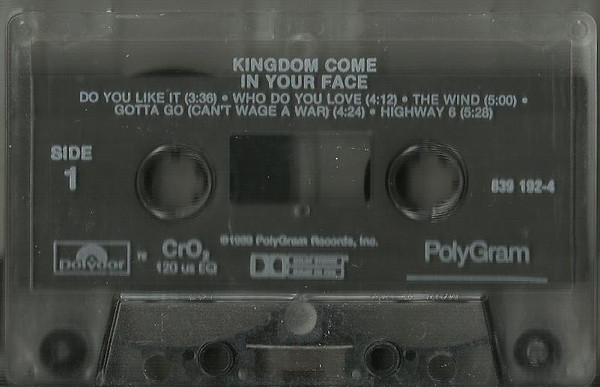 KINGDOM COME
IN YOUR FACE
DO YOU LIKE IT (3:36) • WHO DO YOU LOVE (4:12) • THE WIND (5:00) •
GOTTA GO (CAN'T WAGE A WAR) (4:24) • HIGHWAY 6 (5:28)
SIDE
1
839 192-4
polydor
TM
CrO2
120 us EQ
©1989 PolyGram Records, Inc.
PolyGram